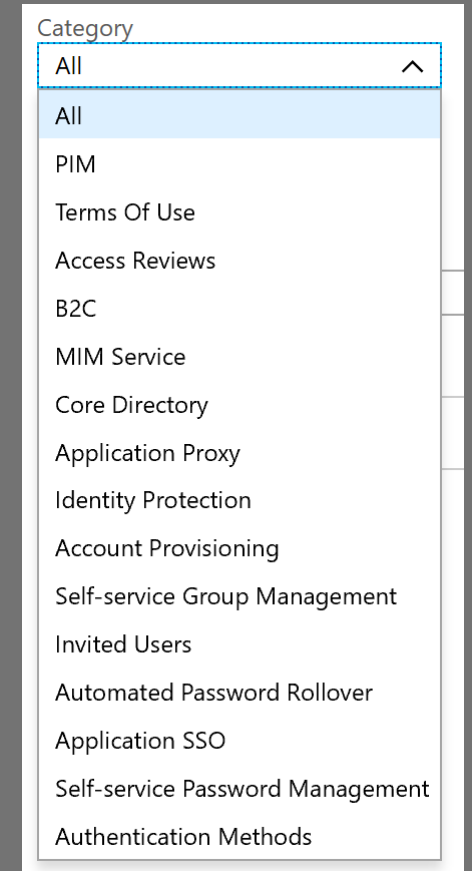 Category
All
All
PIM
Terms Of Use
Access Reviews
B2C
MIM Service
Core Directory
Application Proxy
Identity Protection
Account Provisioning
Self-service Group Management
Invited Users
Automated Password Rollover
Application SSO
Self-service Password Management
Authentication Methods